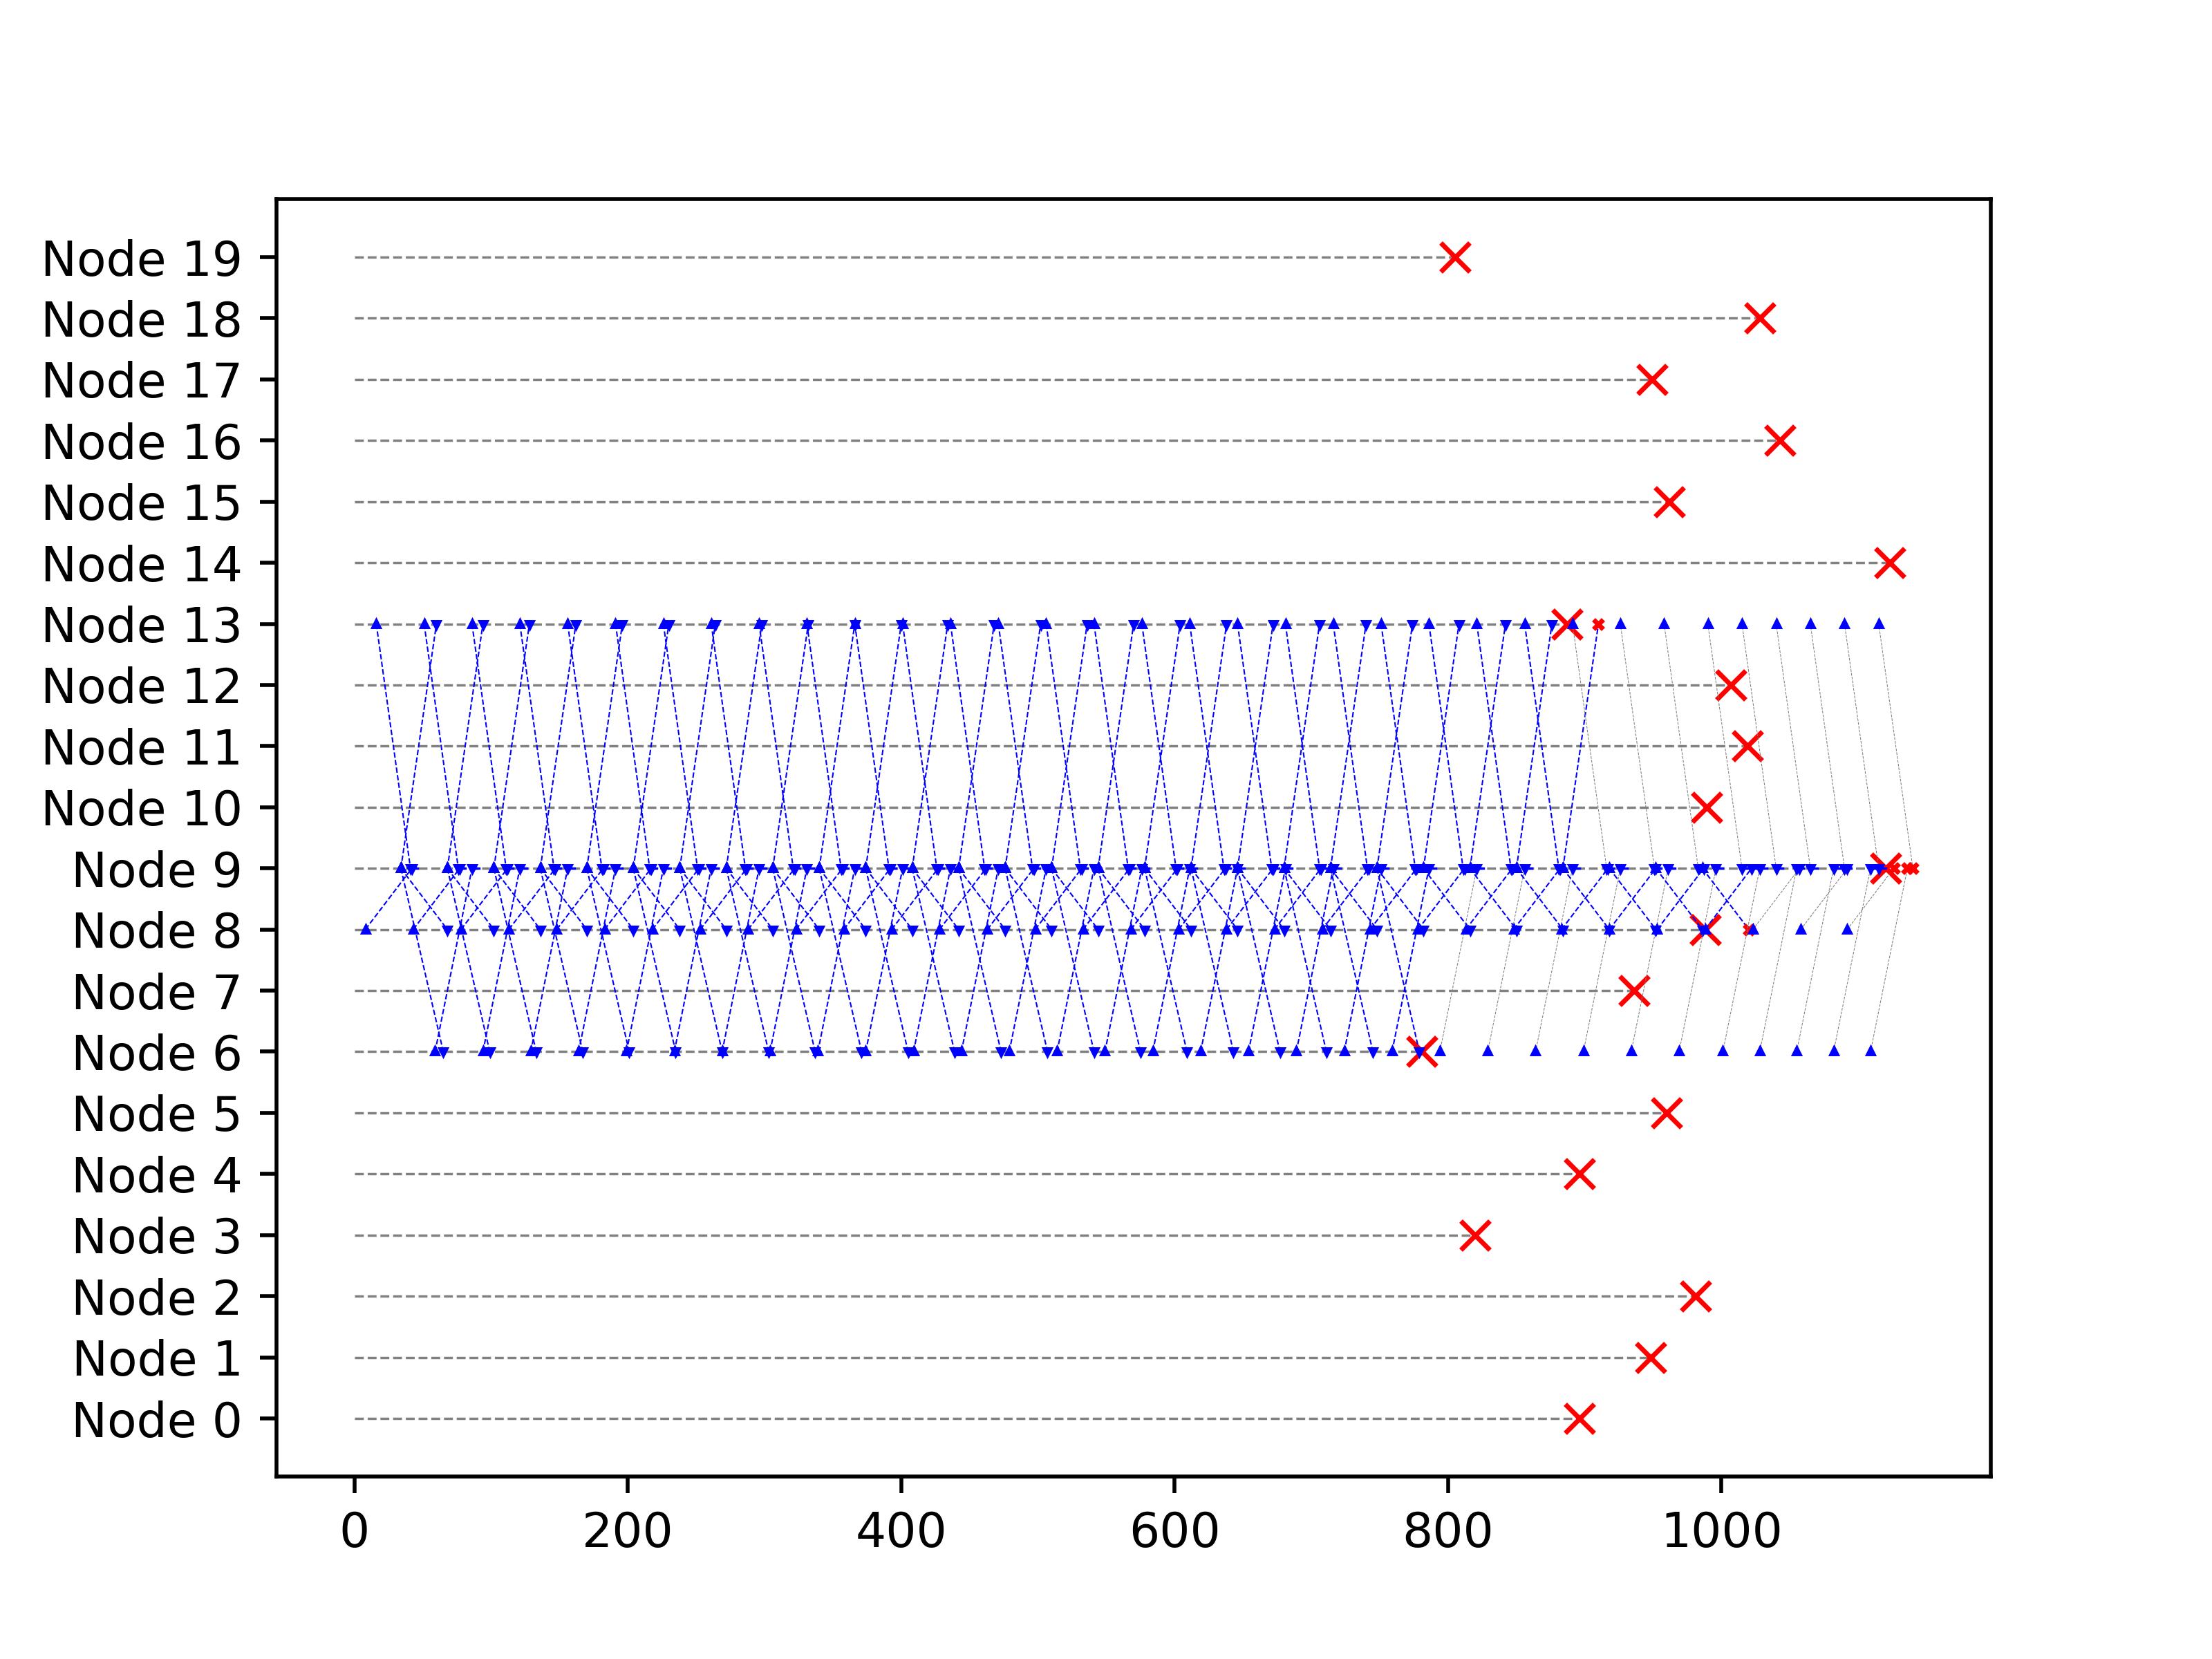 Node 19
Node 18
Node 17
Node 16
Node 15
Node 14
Node 13
Node 12
Node 11
Node 10
Node 9
Node 8
Node 7
Node 6
Node 5
Node 4
Node 3
Node 2
Node 1
Node 0
0 200 400 600 800 1000